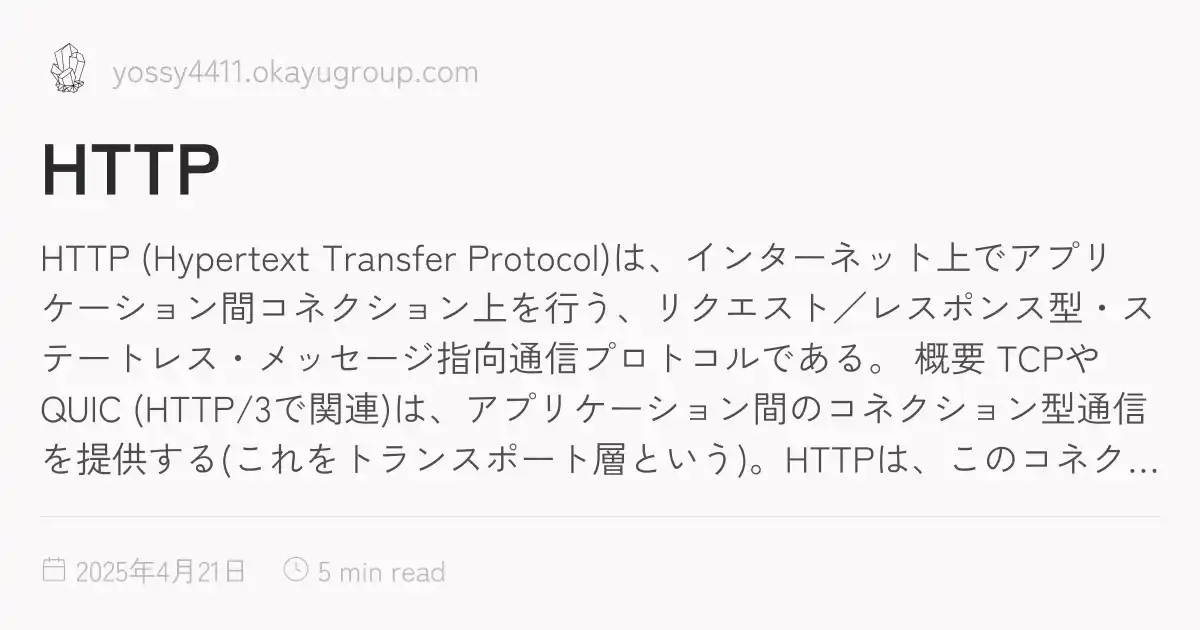 yossy4411.okayugroup.com
HTTP
HTTP (Hypertext Transfer Protocol)は、インターネット上でアプリ
ケーション間コネクション上を行う、リクエスト／レスポンス型・ス
テートレス・メッセージ指向通信プロトコルである。 概要 TCPや
QUIC (HTTP/3で関連)は、アプリケーション間のコネクション型通信
を提供する(これをトランスポート層という)。HTTPは、このコネク…
2025年4月21日 5 min read